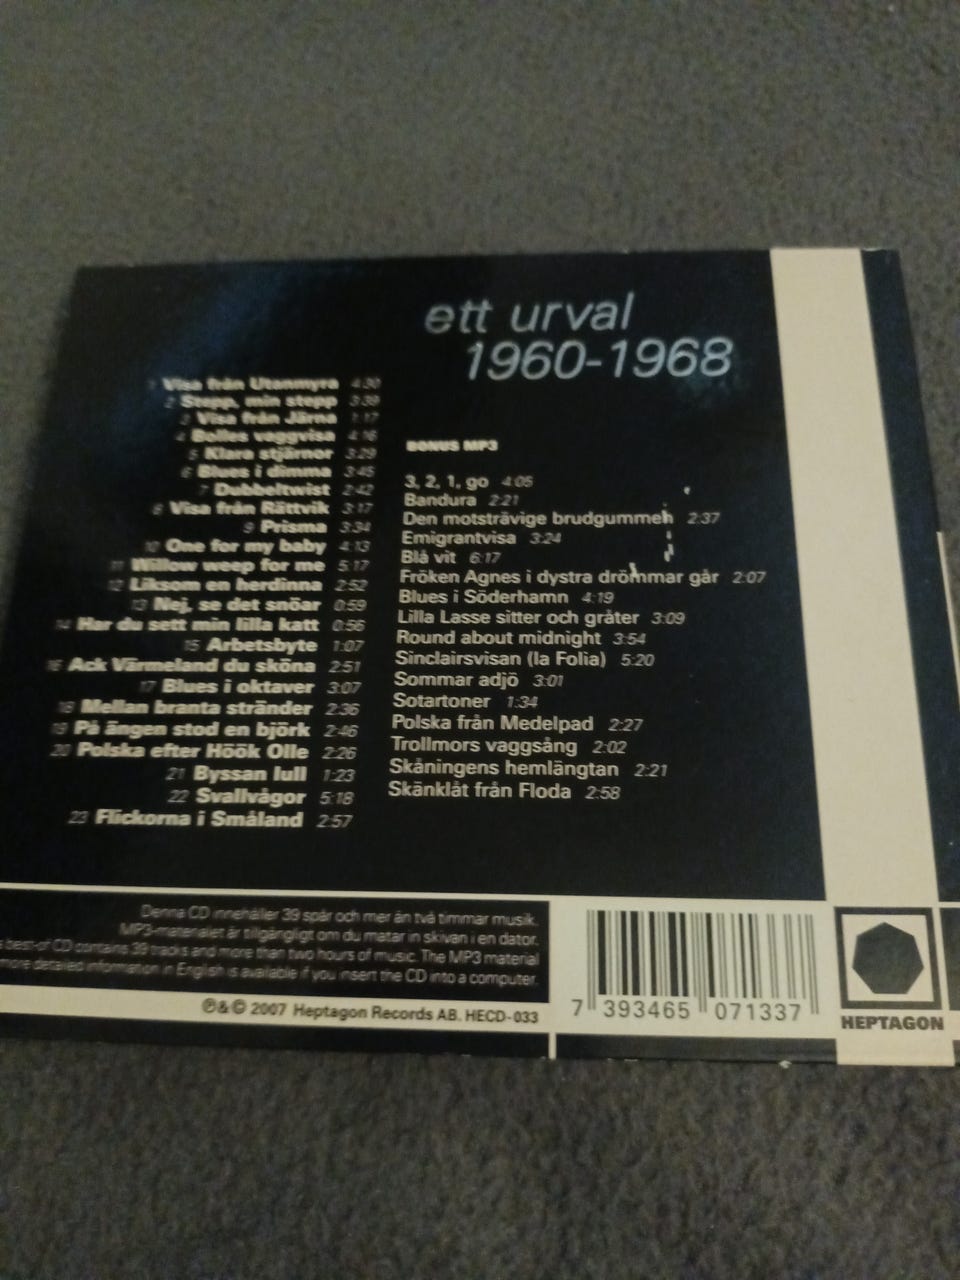 ett urval
1960-1968
1 Visa från Utanmyra 4:30
2 Stepp, min stepp 3:39
3 Visa från Järna 1:17
4 Bolles vaggvisa 4:16
5 Klara stjärnor 3:29
6 Blues i dimma 3:45
7 Dubbeltwist 2:42
8 Visa från Rättvik 3:17
9 Prisma 3:34
10 One for my baby 4:13
11 Willow weep for me 5:17
12 Liksom en herdinna 2:52
13 Nej, se det snöar 0:59
14 Har du sett min lilla katt 0:56
15 Arbetsbyte 1:07
16 Ack Värmeland du sköna 2:51
17 Blues i oktaver 3:07
18 Mellan branta stränder 2:36
19 På ängen stod en björk 2:46
20 Polska efter Höök Olle 2:26
21 Byssan lull 1:23
22 Svallvågor 5:18
23 Flickorna i Småland 2:57
BONUS MP3
3, 2, 1, go 4:05
Bandura 2:21
Den motsträvige brudgummen 2:37
Emigrantvisa 3:24
Blå vit 6:17
Fröken Agnes i dystra drömmar går 2:07
Blues i Söderhamn 4:19
Lilla Lasse sitter och gråter 3:09
Round about midnight 3:54
Sinclairsvisan (la Folia) 5:20
Sommar adjö 3:01
Sotartoner 1:34
Polska från Medelpad 2:27
Trollmors vaggsång 2:02
Skåningens hemlängtan 2:21
Skänklåt från Floda 2:58
Denna CD innehåller 39 spår och mer än två timmar musik.
MP3-materialet är tillgängligt om du matar in skivan i en dator.
best-of CD contains 39 tracks and more than two hours of music. The MP3 material
more detailed information in English is available if you insert the CD into a computer.
℗&© 2007 Heptagon Records AB. HECD-033
7 393465 071337
HEPTAGON